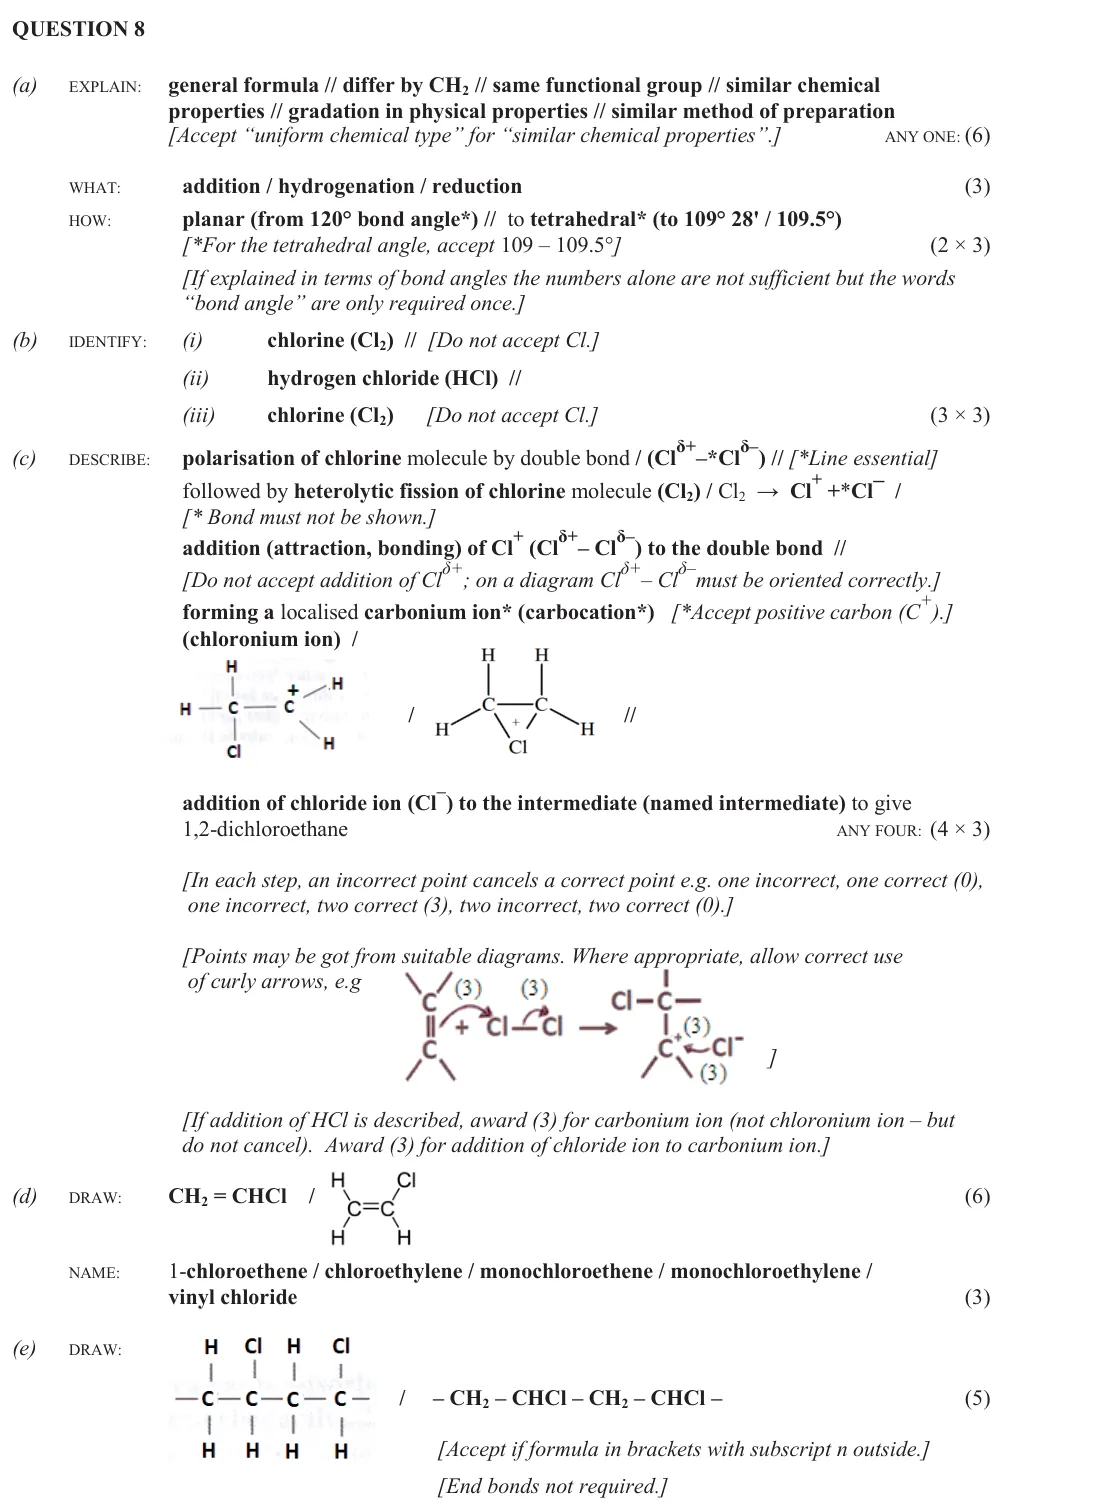 QUESTION 8
(a) EXPLAIN: general formula // differ by CH₂ // same functional group // similar chemical
properties // gradation in physical properties // similar method of preparation
[Accept “uniform chemical type” for “similar chemical properties”.] ANY ONE: (6)
WHAT: addition / hydrogenation / reduction (3)
HOW: planar (from 120° bond angle*) // to tetrahedral* (to 109° 28' / 109.5°)
[*For the tetrahedral angle, accept 109 – 109.5°] (2 × 3)
[If explained in terms of bond angles the numbers alone are not sufficient but the words
“bond angle” are only required once.]
(b) IDENTIFY: (i) chlorine (Cl₂) // [Do not accept Cl.]
(ii) hydrogen chloride (HCl) //
(iii) chlorine (Cl₂) [Do not accept Cl.] (3 × 3)
(c) DESCRIBE: polarisation of chlorine molecule by double bond / (Clδ+–*Clδ–) // [*Line essential]
followed by heterolytic fission of chlorine molecule (Cl₂) / Cl₂ → Cl⁺ +*Cl⁻ /
[* Bond must not be shown.]
addition (attraction, bonding) of Cl⁺ (Clδ+– Clδ–) to the double bond //
[Do not accept addition of Clδ+; on a diagram Clδ+– Clδ– must be oriented correctly.]
forming a localised carbonium ion* (carbocation*) [*Accept positive carbon (C⁺).]
(chloronium ion) /
H H H
H + H
H — C — C / C C //
H + H
Cl H Cl
addition of chloride ion (Cl⁻) to the intermediate (named intermediate) to give
1,2-dichloroethane ANY FOUR: (4 × 3)
[In each step, an incorrect point cancels a correct point e.g. one incorrect, one correct (0),
one incorrect, two correct (3), two incorrect, two correct (0).]
[Points may be got from suitable diagrams. Where appropriate, allow correct use
of curly arrows, e.g
C (3) (3) Cl–C–
+ Cl–Cl → (3)
C C⁺ Cl⁻ ]
(3)
[If addition of HCl is described, award (3) for carbonium ion (not chloronium ion – but
do not cancel). Award (3) for addition of chloride ion to carbonium ion.]
(d) DRAW: CH₂ = CHCl / (6)
H Cl
C=C
H H
NAME: 1-chloroethene / chloroethylene / monochloroethene / monochloroethylene /
vinyl chloride (3)
(e) DRAW:
H Cl H Cl
—C—C—C—C— / – CH₂ – CHCl – CH₂ – CHCl – (5)
H H H H
[Accept if formula in brackets with subscript n outside.]
[End bonds not required.]